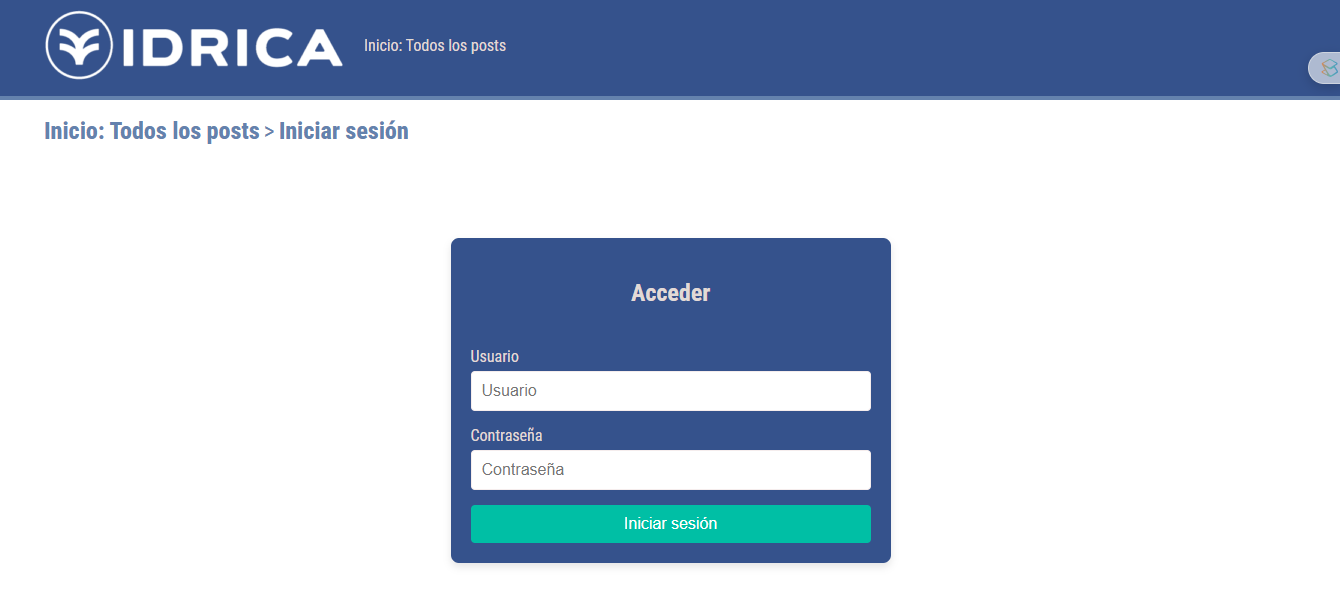 IDRICA
Inicio: Todos los posts
Inicio: Todos los posts > Iniciar sesión
Acceder
Usuario
Usuario
Contraseña
Contraseña
Iniciar sesión